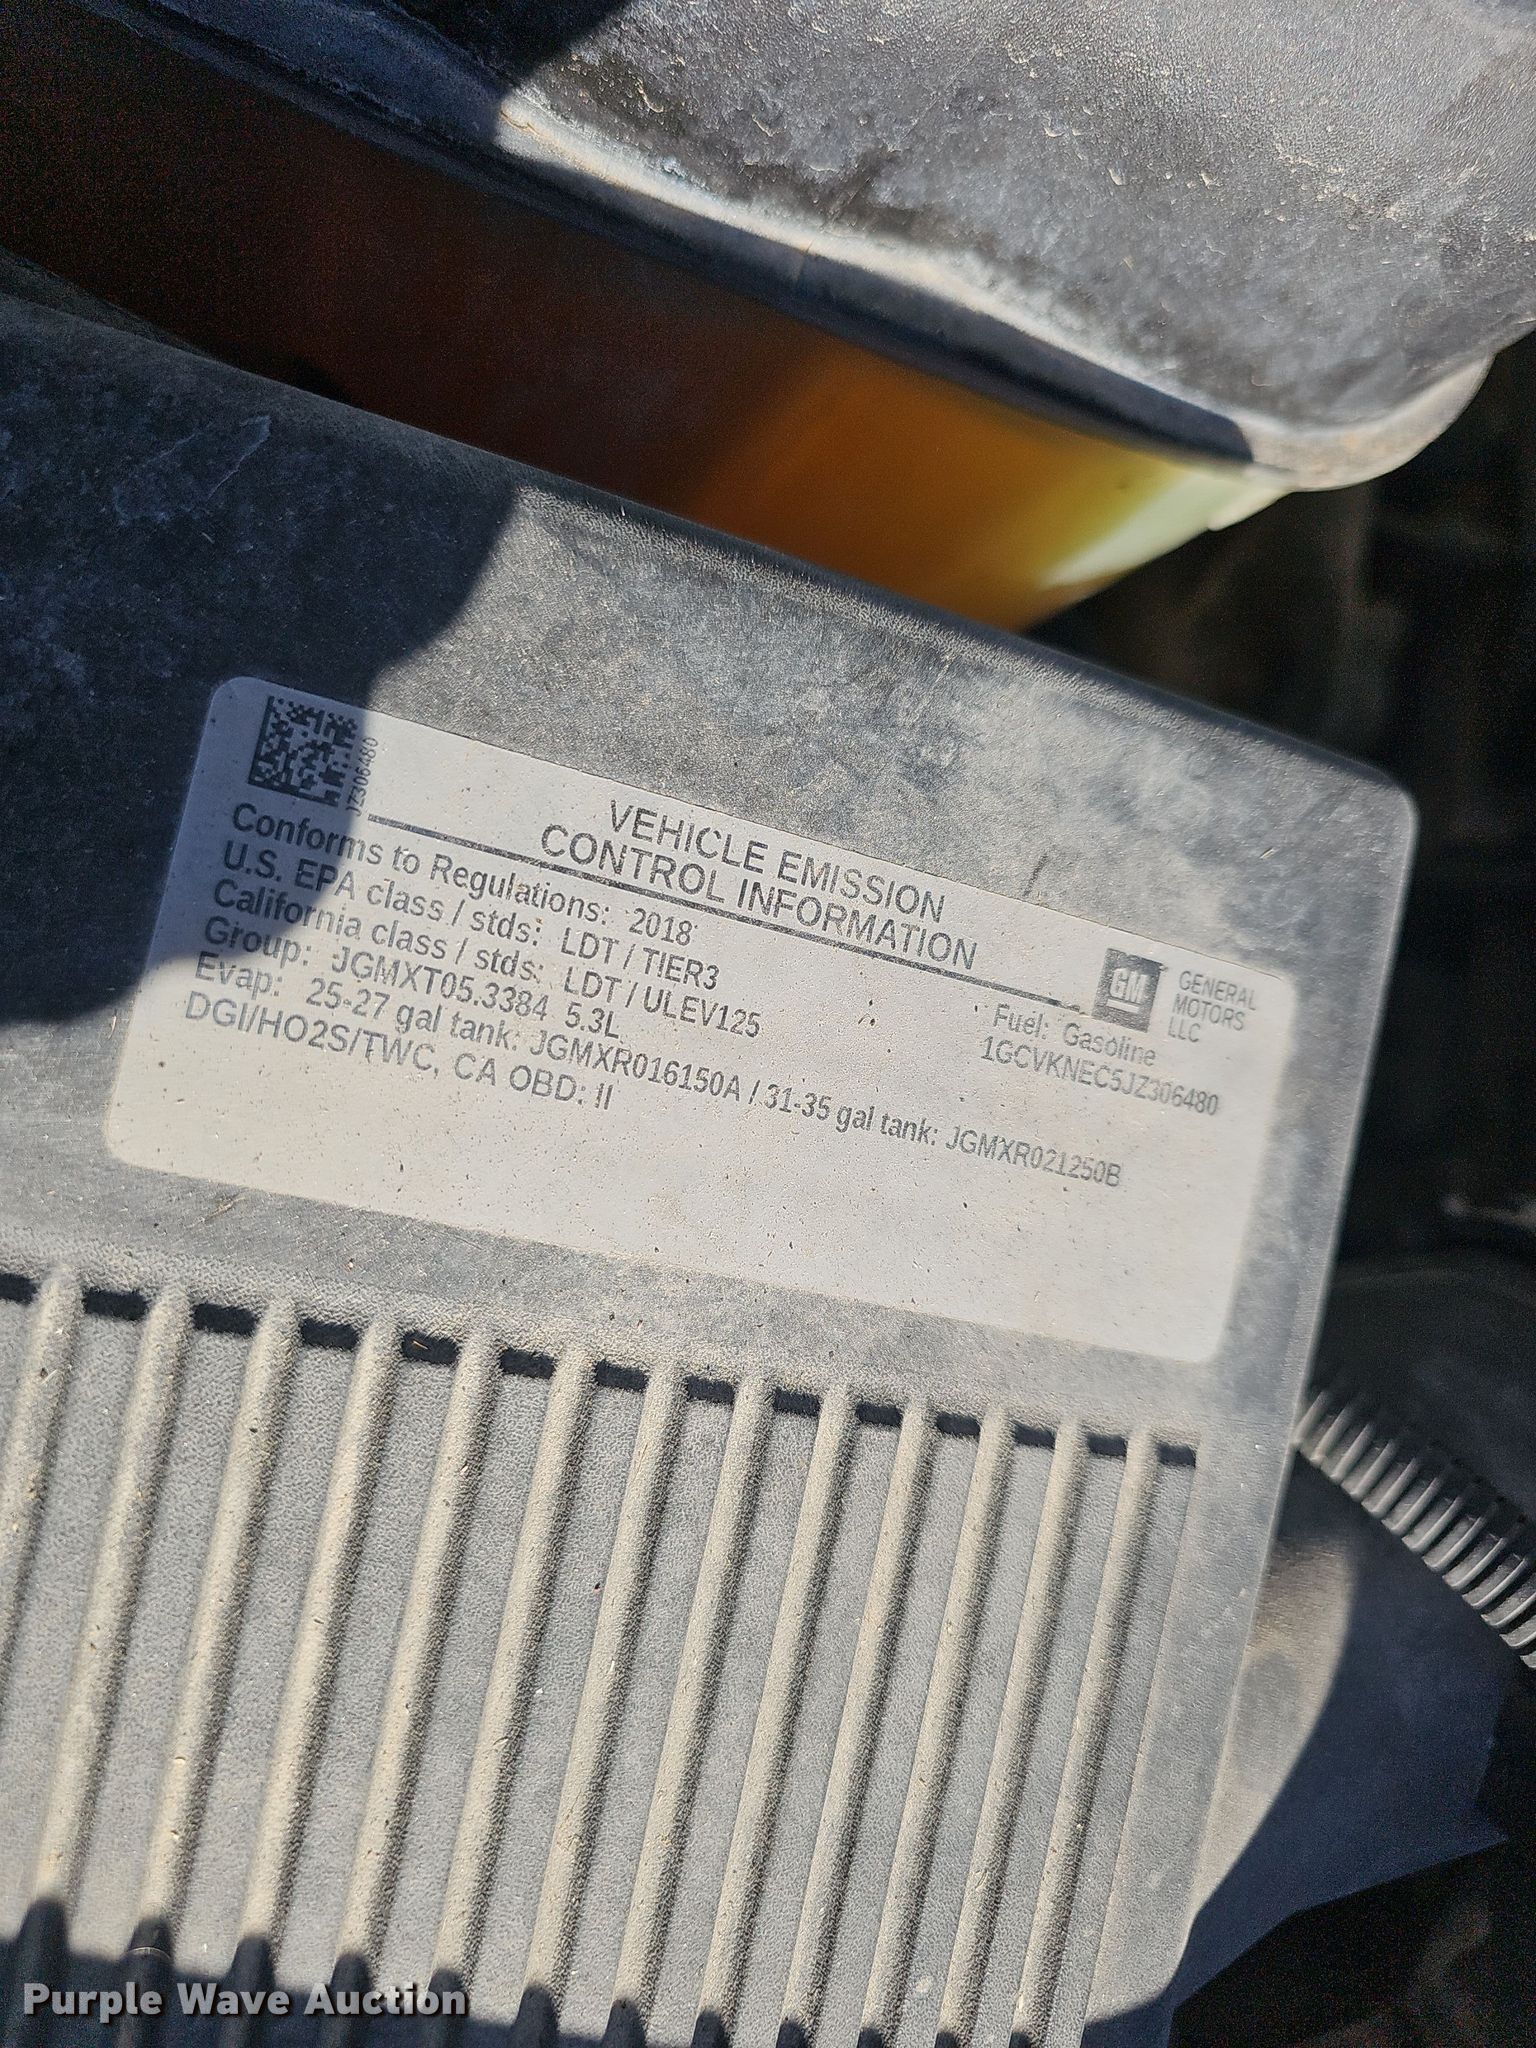 JZ306480
VEHICLE EMISSION
CONTROL INFORMATION
GM
GENERAL
MOTORS
LLC
Conforms to Regulations: 2018
Fuel: Gasoline
U.S. EPA class / stds: LDT / TIER3
1GCVKNEC5JZ306480
California class / stds: LDT / ULEV125
Group: JGMXT05.3384 5.3L
Evap: 25-27 gal tank: JGMXR016150A / 31-35 gal tank: JGMXR021250B
DGI/HO2S/TWC, CA OBD: II
Purple Wave Auction